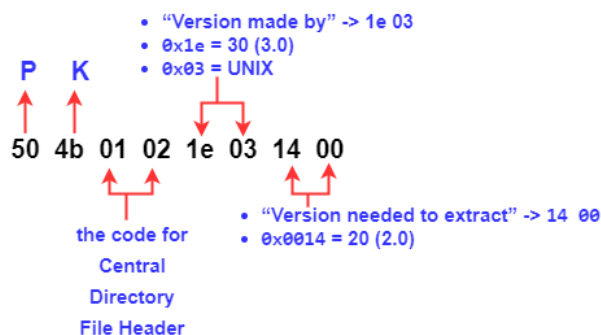 • “Version made by” -> 1e 03
• 0x1e = 30 (3.0)
• 0x03 = UNIX
P K
50 4b 01 02 1e 03 14 00
• “Version needed to extract” -> 14 00
• 0x0014 = 20 (2.0)
the code for
Central
Directory
File Header